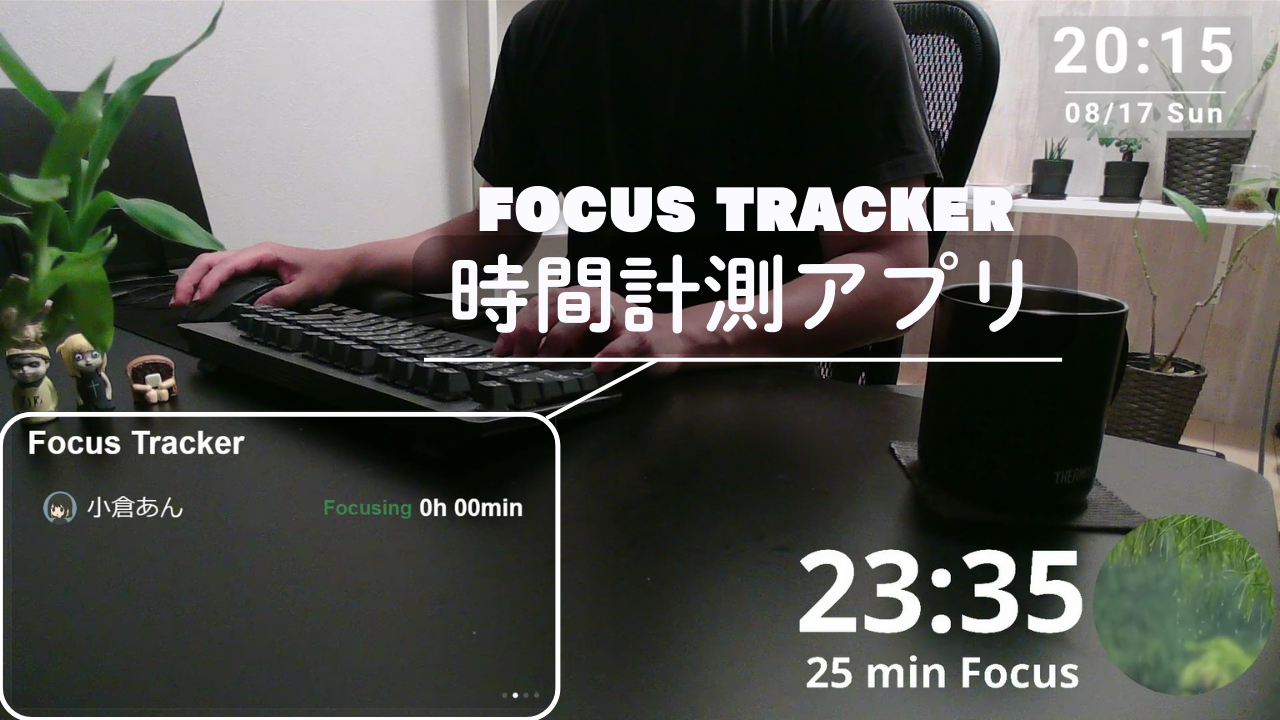 20:15
08/17 Sun
FOCUS TRACKER
時間計測アプリ
Focus Tracker
小倉あん Focusing 0h 00min
23:35
25 min Focus